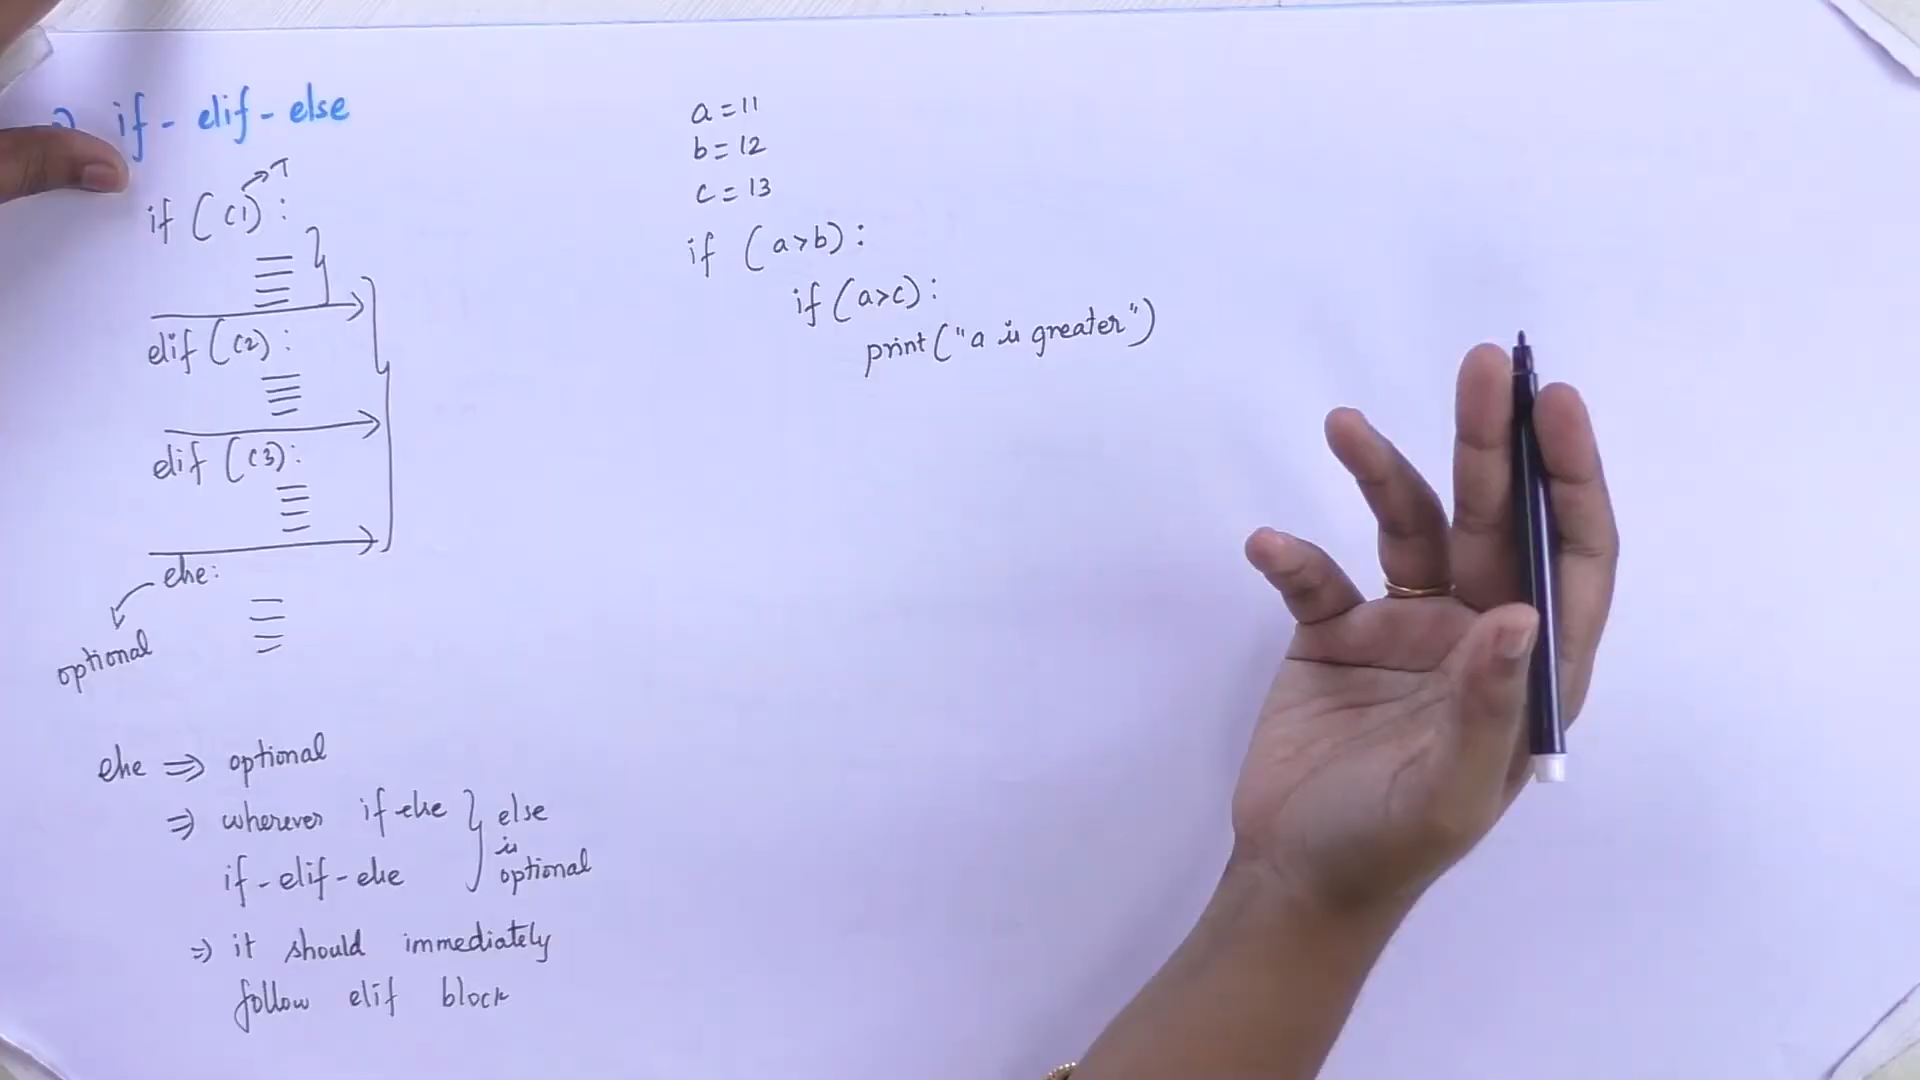 if - elif - else
if (c1) : T
elif (c2) :
elif (c3) :
else :
optional
else ⇒ optional
⇒ wherever if else } else
is
if - elif - else optional
⇒ it should immediately
follow elif block
a = 11
b = 12
c = 13
if (a>b) :
if (a>c) :
print ("a is greater")